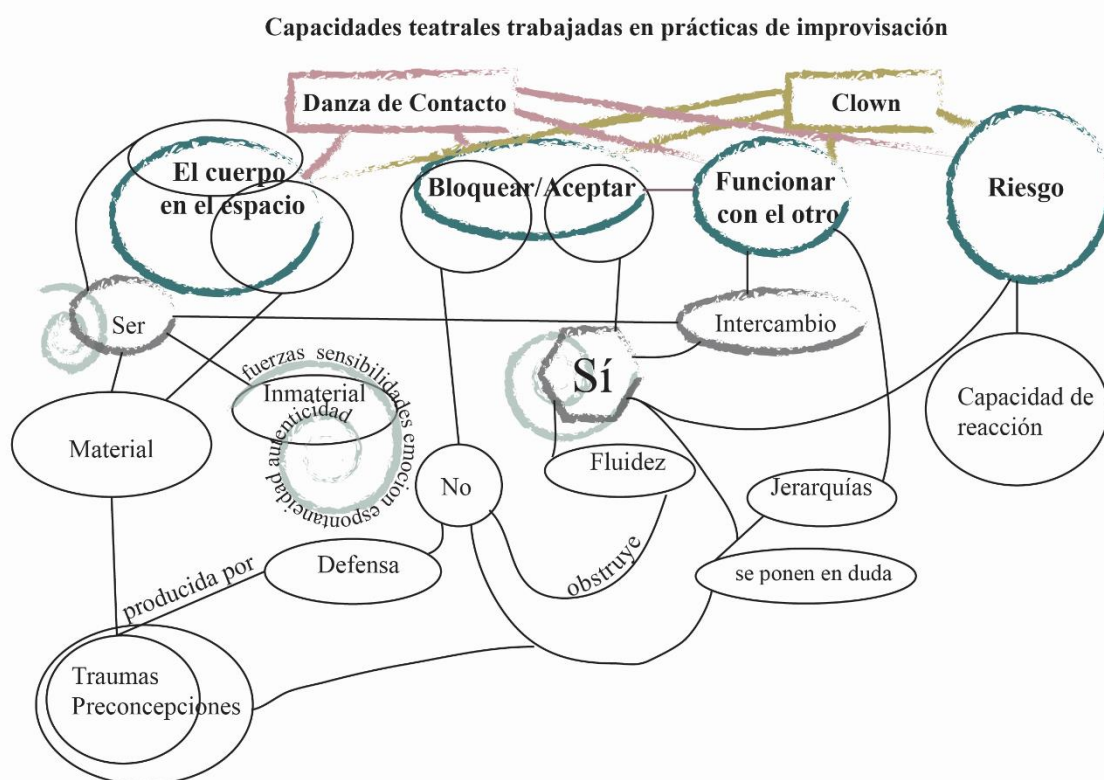 Capacidades teatrales trabajadas en prácticas de improvisación
Danza de Contacto
Clown
El cuerpo
en el espacio
Bloquear/Aceptar
Funcionar
con el otro
Riesgo
Ser
Intercambio
Sí
fuerzas sensibilidades emocion espontaneidad autenticidad
Inmaterial
Material
Capacidad de
reacción
Fluidez
No
Jerarquías
obstruye
Defensa
se ponen en duda
producida por
Traumas
Preconcepciones